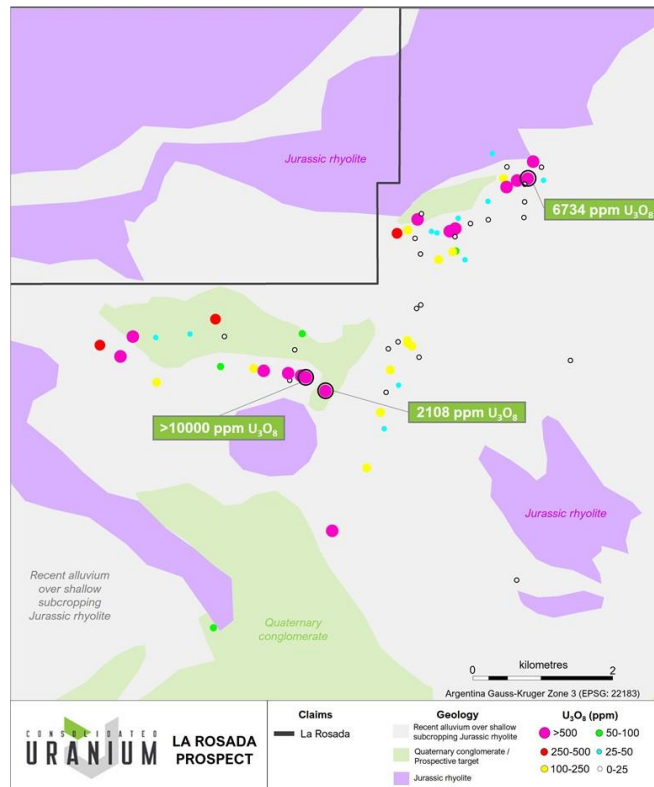 Jurassic rhyolite
6734 ppm U₃O₈
>10000 ppm U₃O₈
2108 ppm U₃O₈
Jurassic rhyolite
Recent alluvium
over shallow
subcropping
Jurassic rhyolite
Quaternary
conglomerate
kilometres
0
2
Argentina Gauss-Kruger Zone 3 (EPSG: 22183)
CONSOLIDATED
URANIUM
LA ROSADA
PROSPECT
Claims
La Rosada
Geology
Recent alluvium over shallow
subcropping Jurassic rhyolite
Quaternary conglomerate /
Prospective target
Jurassic rhyolite
U₃O₈ (ppm)
>500
50-100
250-500
25-50
100-250
0-25